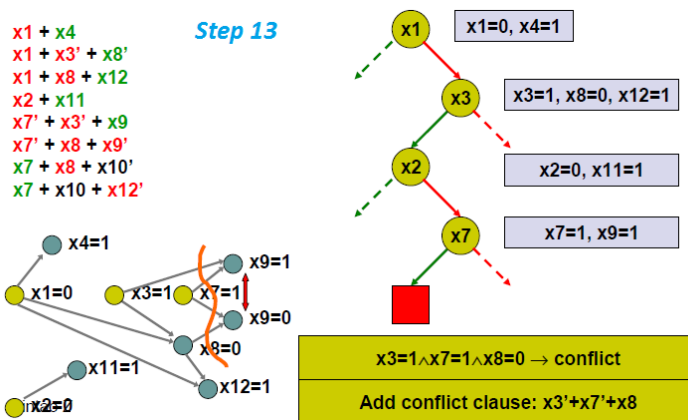 Step 13
x1 + x4
x1 + x3’ + x8’
x1 + x8 + x12
x2 + x11
x7’ + x3’ + x9
x7’ + x8 + x9’
x7 + x8 + x10’
x7 + x10 + x12’
x1
x1=0, x4=1
x3
x3=1, x8=0, x12=1
x2
x2=0, x11=1
x7
x7=1, x9=1
x4=1
x9=1
x1=0
x3=1
x7=1
x9=0
x8=0
x11=1
x12=1
x2=0
x3=1∧x7=1∧x8=0 → conflict
Add conflict clause: x3’+x7’+x8